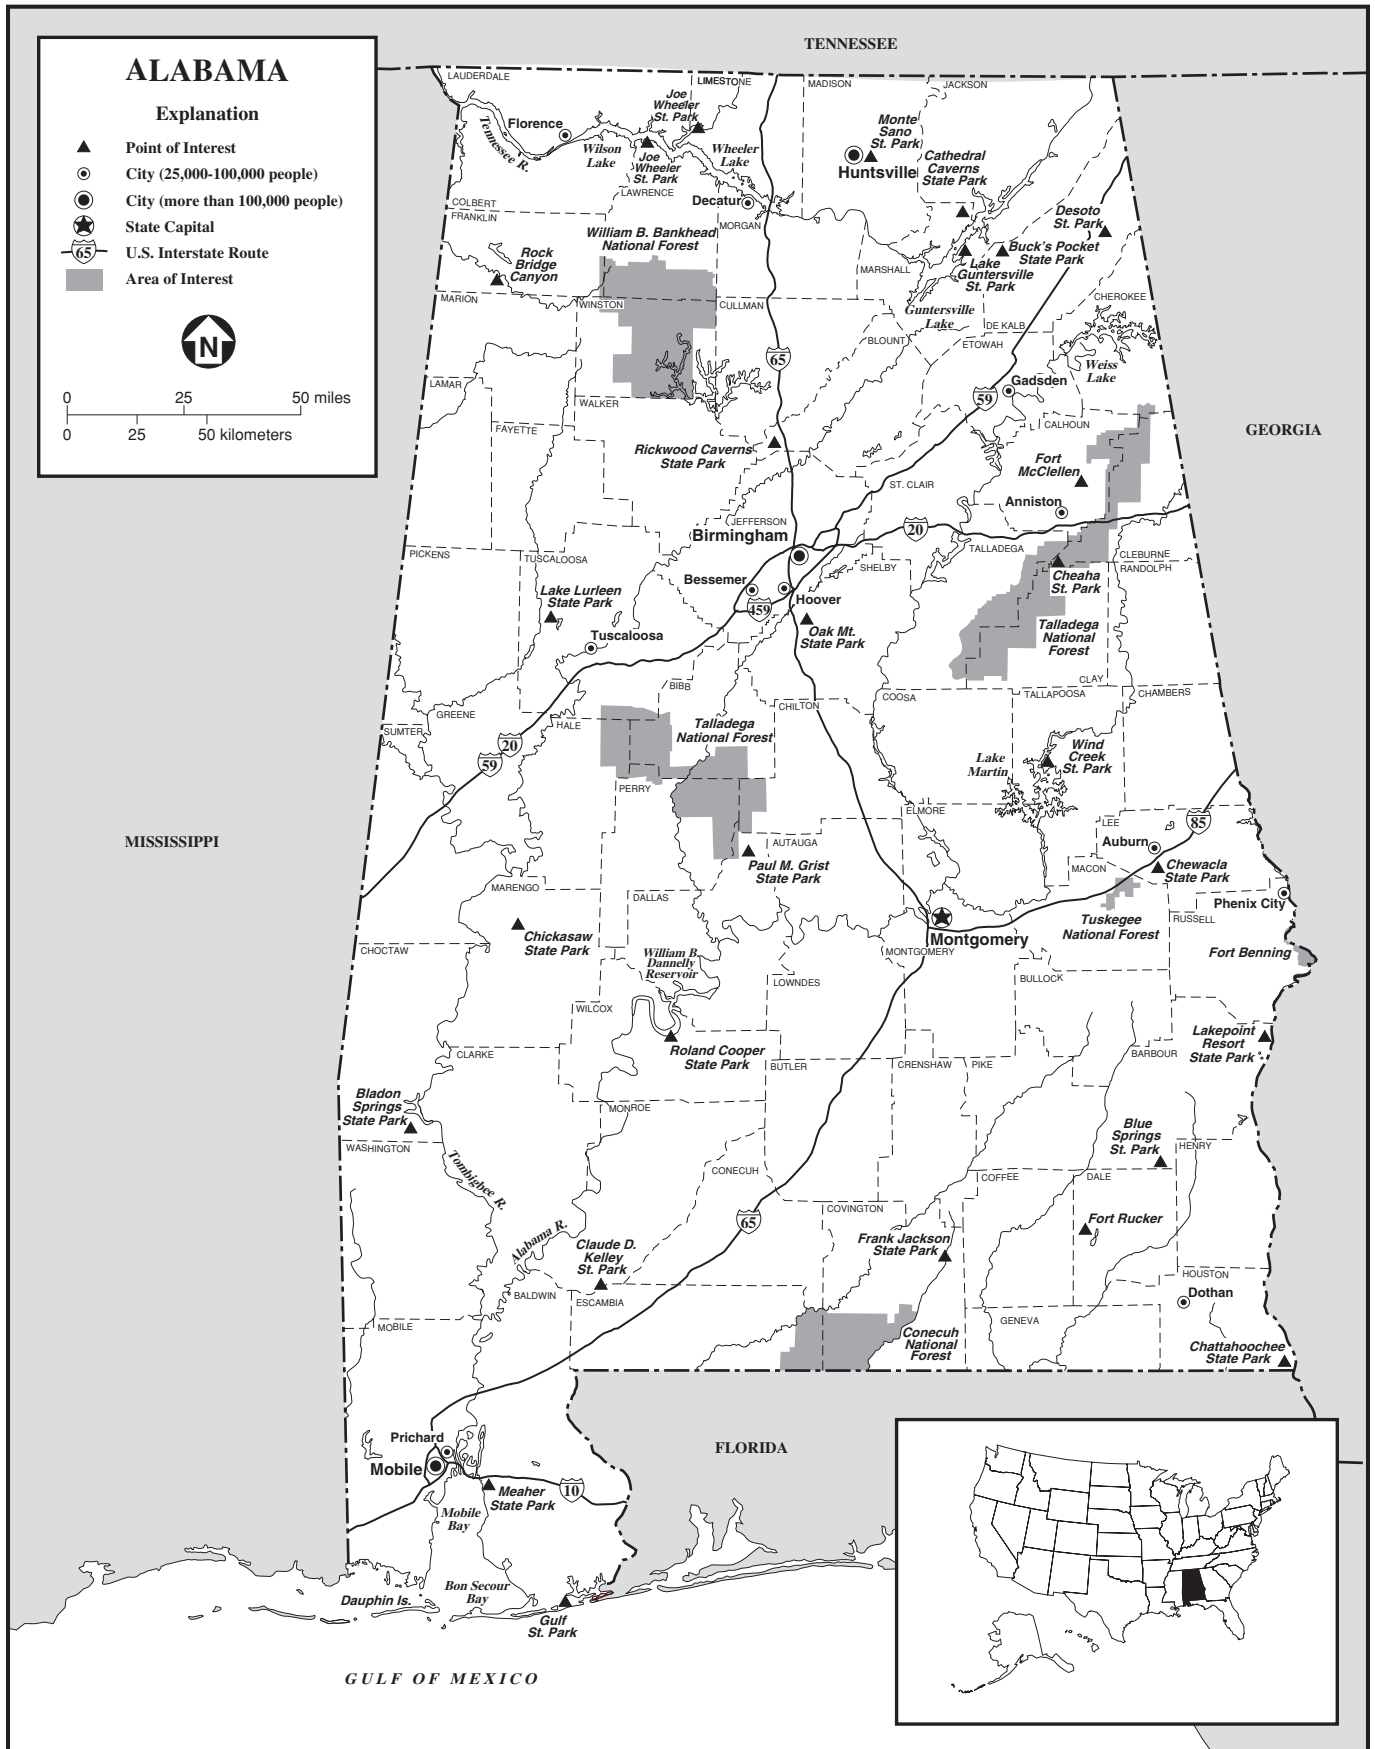 TENNESSEE
ALABAMA
Explanation
Point of Interest
City (25,000-100,000 people)
City (more than 100,000 people)
State Capital
65 U.S. Interstate Route
Area of Interest
N
0 25 50 miles
0 25 50 kilometers
LAUDERDALE
LIMESTONE
MADISON
JACKSON
Joe
Wheeler
St. Park
Florence
Tennessee R.
Wilson
Lake
Joe
Wheeler
St. Park
Wheeler
Lake
Monte
Sano
St. Park
Huntsville
Cathedral
Caverns
State Park
LAWRENCE
Decatur
COLBERT
FRANKLIN
MORGAN
Desoto
St. Park
William B. Bankhead
National Forest
Rock
Bridge
Canyon
Buck's Pocket
State Park
Lake
Guntersville
St. Park
MARSHALL
MARION
WINSTON
CULLMAN
CHEROKEE
Guntersville
Lake
DE KALB
BLOUNT
ETOWAH
65
Weiss
Lake
LAMAR
Gadsden
59
WALKER
FAYETTE
CALHOUN
GEORGIA
Rickwood Caverns
State Park
Fort
McClellen
ST. CLAIR
Anniston
JEFFERSON
Birmingham
20
PICKENS
TUSCALOOSA
TALLADEGA
CLEBURNE
RANDOLPH
SHELBY
Bessemer
Cheaha
St. Park
Lake Lurleen
State Park
459
Hoover
Oak Mt.
State Park
Talladega
National
Forest
Tuscaloosa
BIBB
CLAY
COOSA
TALLAPOOSA
CHAMBERS
CHILTON
GREENE
HALE
SUMTER
Talladega
National Forest
20
59
Lake
Martin
Wind
Creek
St. Park
PERRY
ELMORE
LEE
85
MISSISSIPPI
AUTAUGA
Auburn
Paul M. Grist
State Park
MACON
Chewacla
State Park
MARENGO
DALLAS
Phenix City
Tuskegee
National Forest
RUSSELL
Chickasaw
State Park
Montgomery
CHOCTAW
MONTGOMERY
William B.
Dannelly
Reservoir
Fort Benning
LOWNDES
BULLOCK
WILCOX
Lakepoint
Resort
State Park
Roland Cooper
State Park
CLARKE
BUTLER
CRENSHAW
PIKE
BARBOUR
Bladon
Springs
State Park
MONROE
Blue
Springs
St. Park
WASHINGTON
HENRY
Tombigbee R.
CONECUH
COFFEE
DALE
COVINGTON
65
Fort Rucker
Alabama R.
Claude D.
Kelley
St. Park
Frank Jackson
State Park
HOUSTON
BALDWIN
ESCAMBIA
Dothan
MOBILE
GENEVA
Conecuh
National
Forest
Chattahoochee
State Park
Prichard
FLORIDA
Mobile
Meaher
State Park
10
Mobile
Bay
Bon Secour
Bay
Dauphin Is.
Gulf
St. Park
GULF OF MEXICO